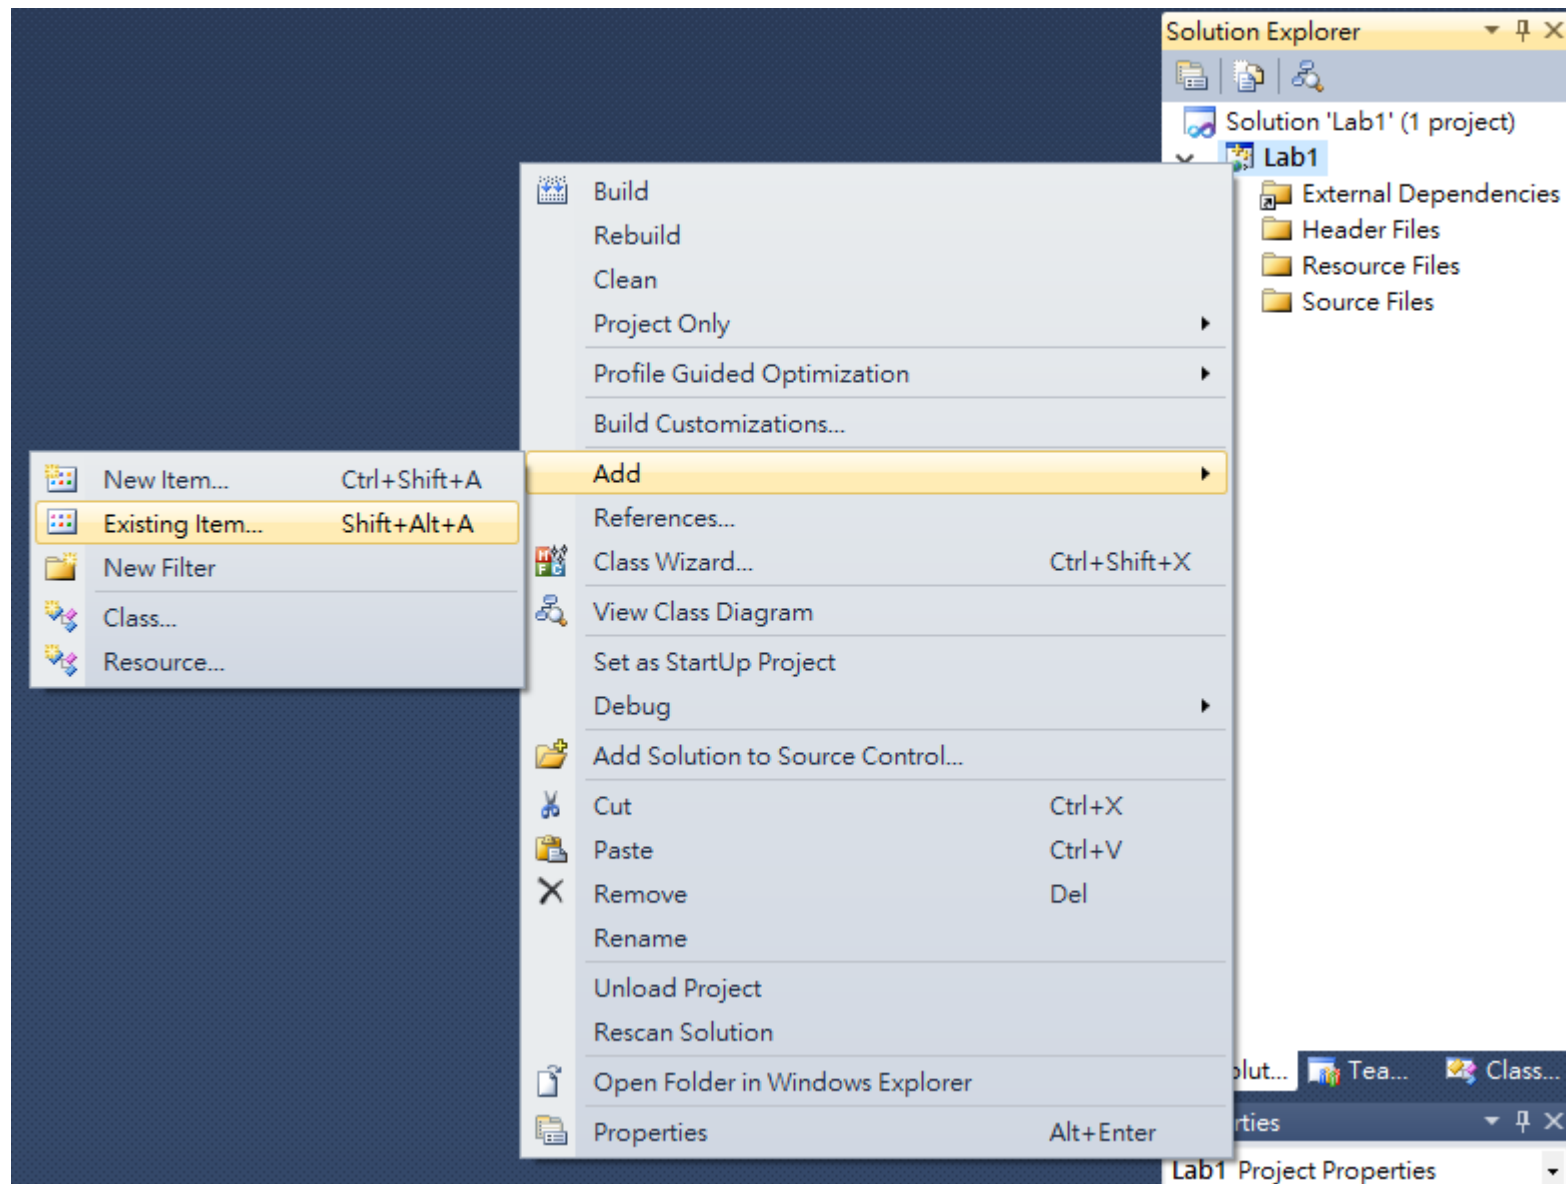 Solution Explorer
Solution 'Lab1' (1 project)
Lab1
External Dependencies
Header Files
Resource Files
Source Files
Build
Rebuild
Clean
Project Only
Profile Guided Optimization
Build Customizations...
Add
References...
Class Wizard... Ctrl+Shift+X
View Class Diagram
Set as StartUp Project
Debug
Add Solution to Source Control...
Cut Ctrl+X
Paste Ctrl+V
Remove Del
Rename
Unload Project
Rescan Solution
Open Folder in Windows Explorer
Properties Alt+Enter
New Item... Ctrl+Shift+A
Existing Item... Shift+Alt+A
New Filter
Class...
Resource...
olut... Tea... Class...
rties
Lab1 Project Properties